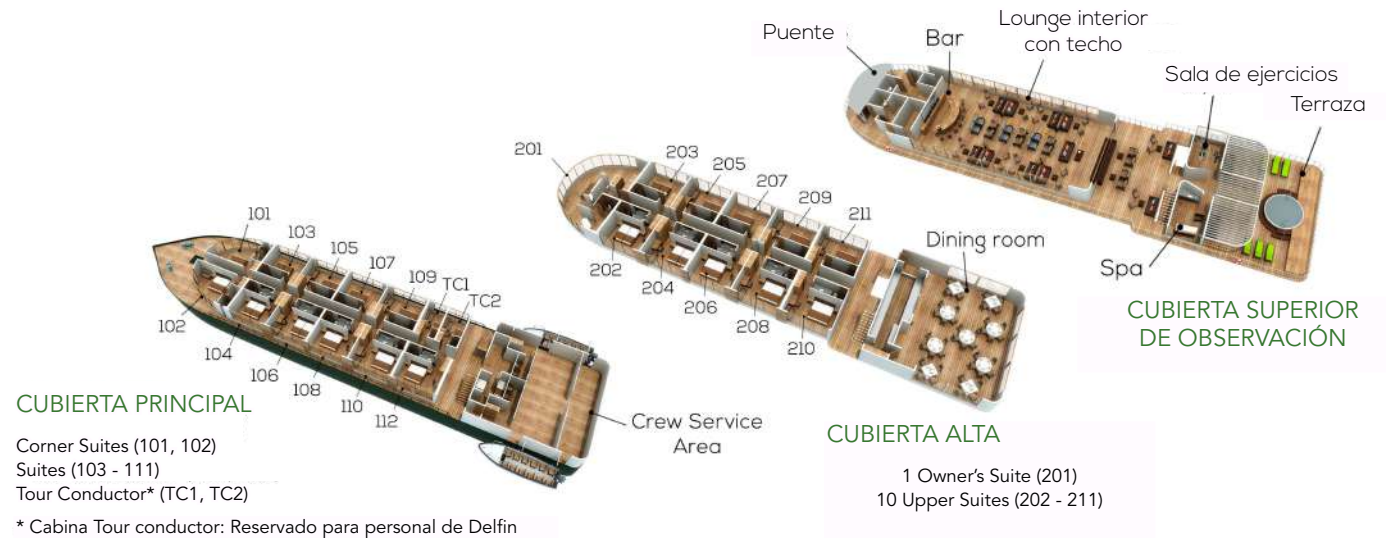 Puente
Bar
Lounge interior
con techo
Sala de ejercicios
Terraza
Spa
CUBIERTA SUPERIOR
DE OBSERVACIÓN
201
203
205
207
209
211
Dining room
202
204
206
208
210
CUBIERTA ALTA
1 Owner's Suite (201)
10 Upper Suites (202 - 211)
101
103
105
107
109
TC1
TC2
102
104
106
108
110
112
Crew Service
Area
CUBIERTA PRINCIPAL
Corner Suites (101, 102)
Suites (103 - 111)
Tour Conductor* (TC1, TC2)
* Cabina Tour conductor: Reservado para personal de Delfin